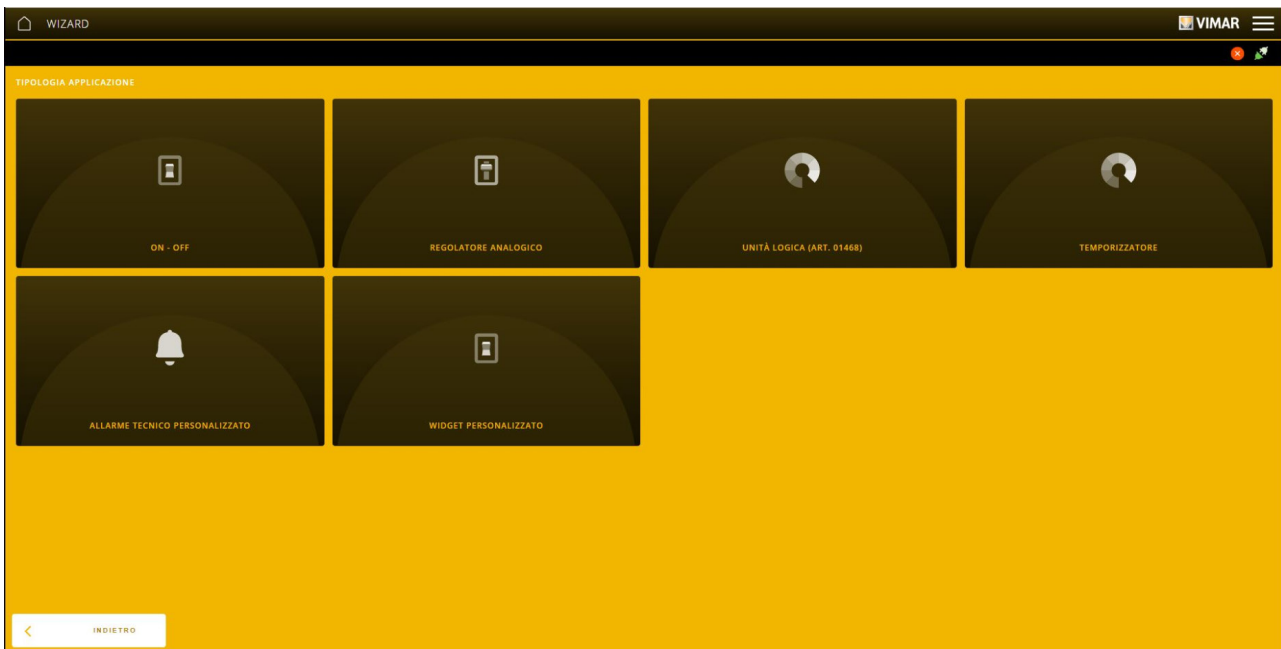 WIZARD
VIMAR
TIPOLOGIA APPLICAZIONE
ON - OFF
REGOLATORE ANALOGICO
UNITÀ LOGICA (ART. 01468)
TEMPORIZZATORE
ALLARME TECNICO PERSONALIZZATO
WIDGET PERSONALIZZATO
INDIETRO